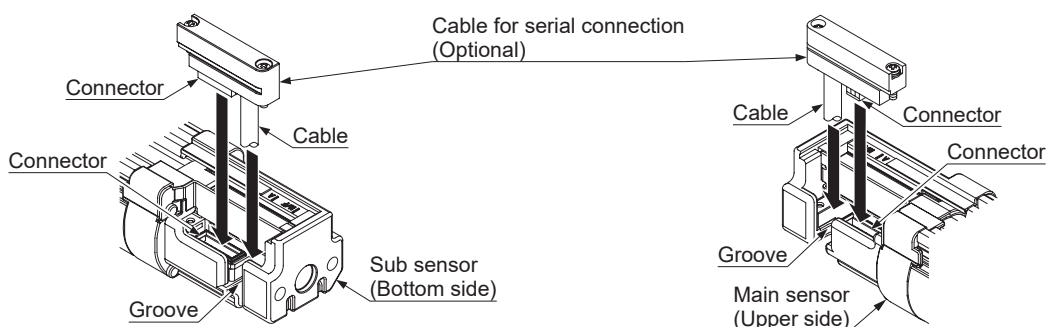 Cable for serial connection
(Optional)
Connector
Cable
Connector
Sub sensor
(Bottom side)
Groove
Cable
Connector
Connector
Groove
Main sensor
(Upper side)